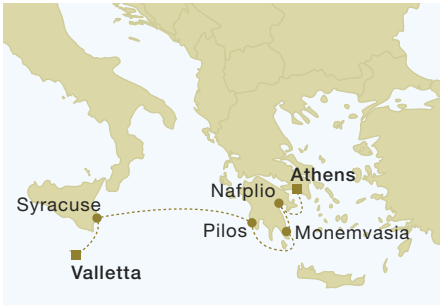 Athens
Nafplio
Syracuse
Pilos
Monemvasia
Valletta